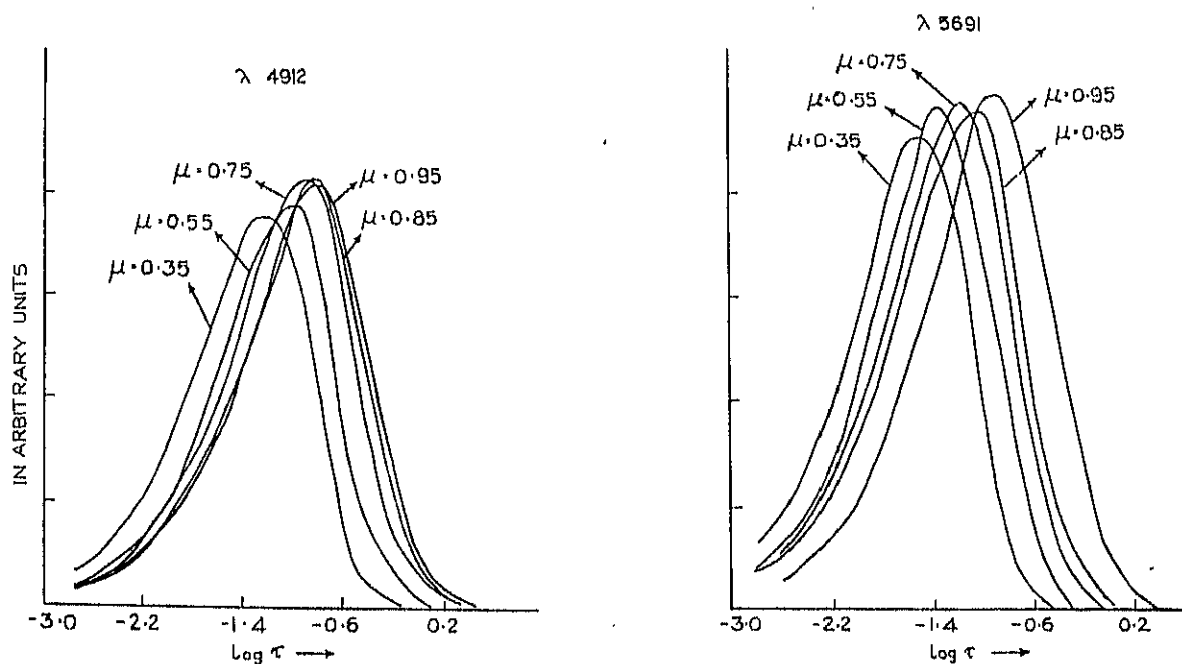 λ 4912
μ=0.75
μ=0.55
μ=0.35
μ=0.95
μ=0.85
IN ARBITRARY UNITS
-3.0 -2.2 -1.4 -0.6 0.2
Log τ →
λ 5691
μ=0.75
μ=0.55
μ=0.35
μ=0.95
μ=0.85
-3.0 -2.2 -1.4 -0.6 0.2
Log τ →